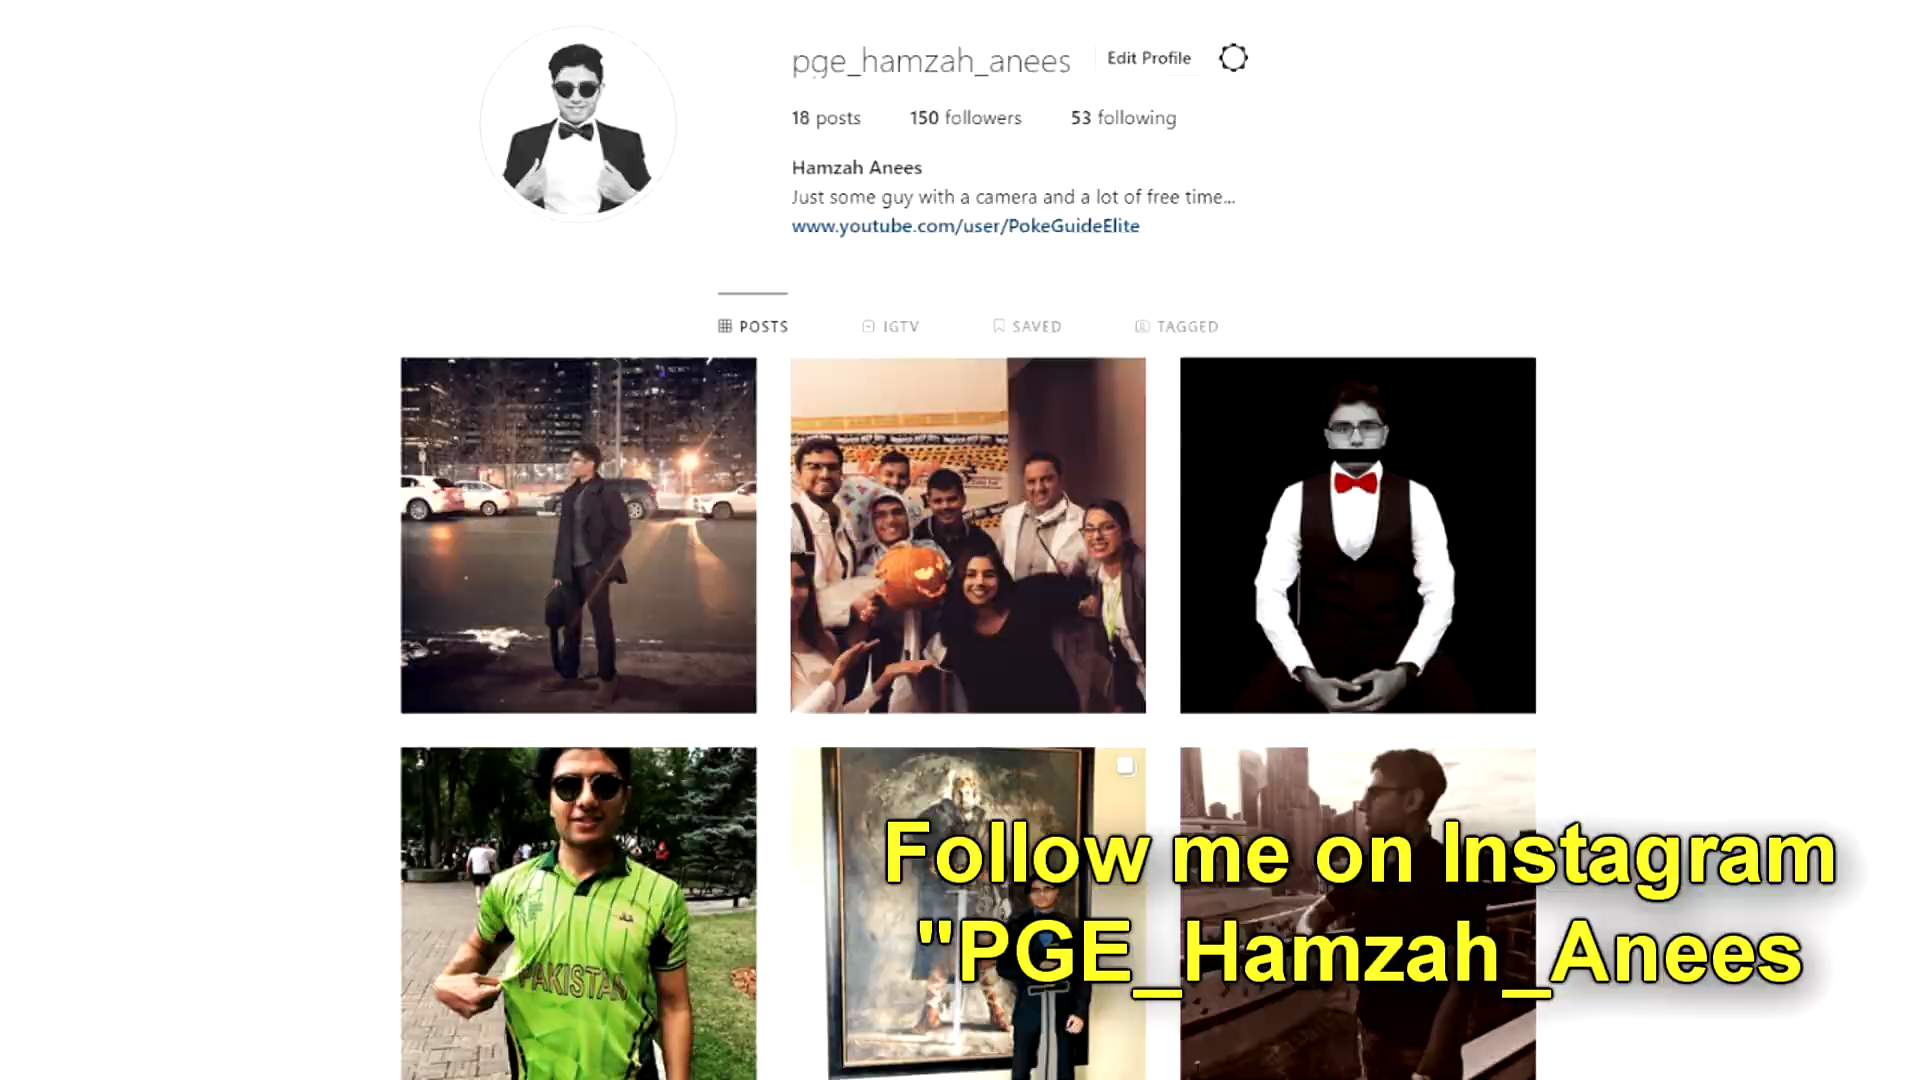 pge_hamzah_anees Edit Profile
18 posts 150 followers 53 following
Hamzah Anees
Just some guy with a camera and a lot of free time...
www.youtube.com/user/PokeGuideElite
POSTS IGTV SAVED TAGGED
PAKISTAN
Follow me on Instagram
"PGE_Hamzah_Anees